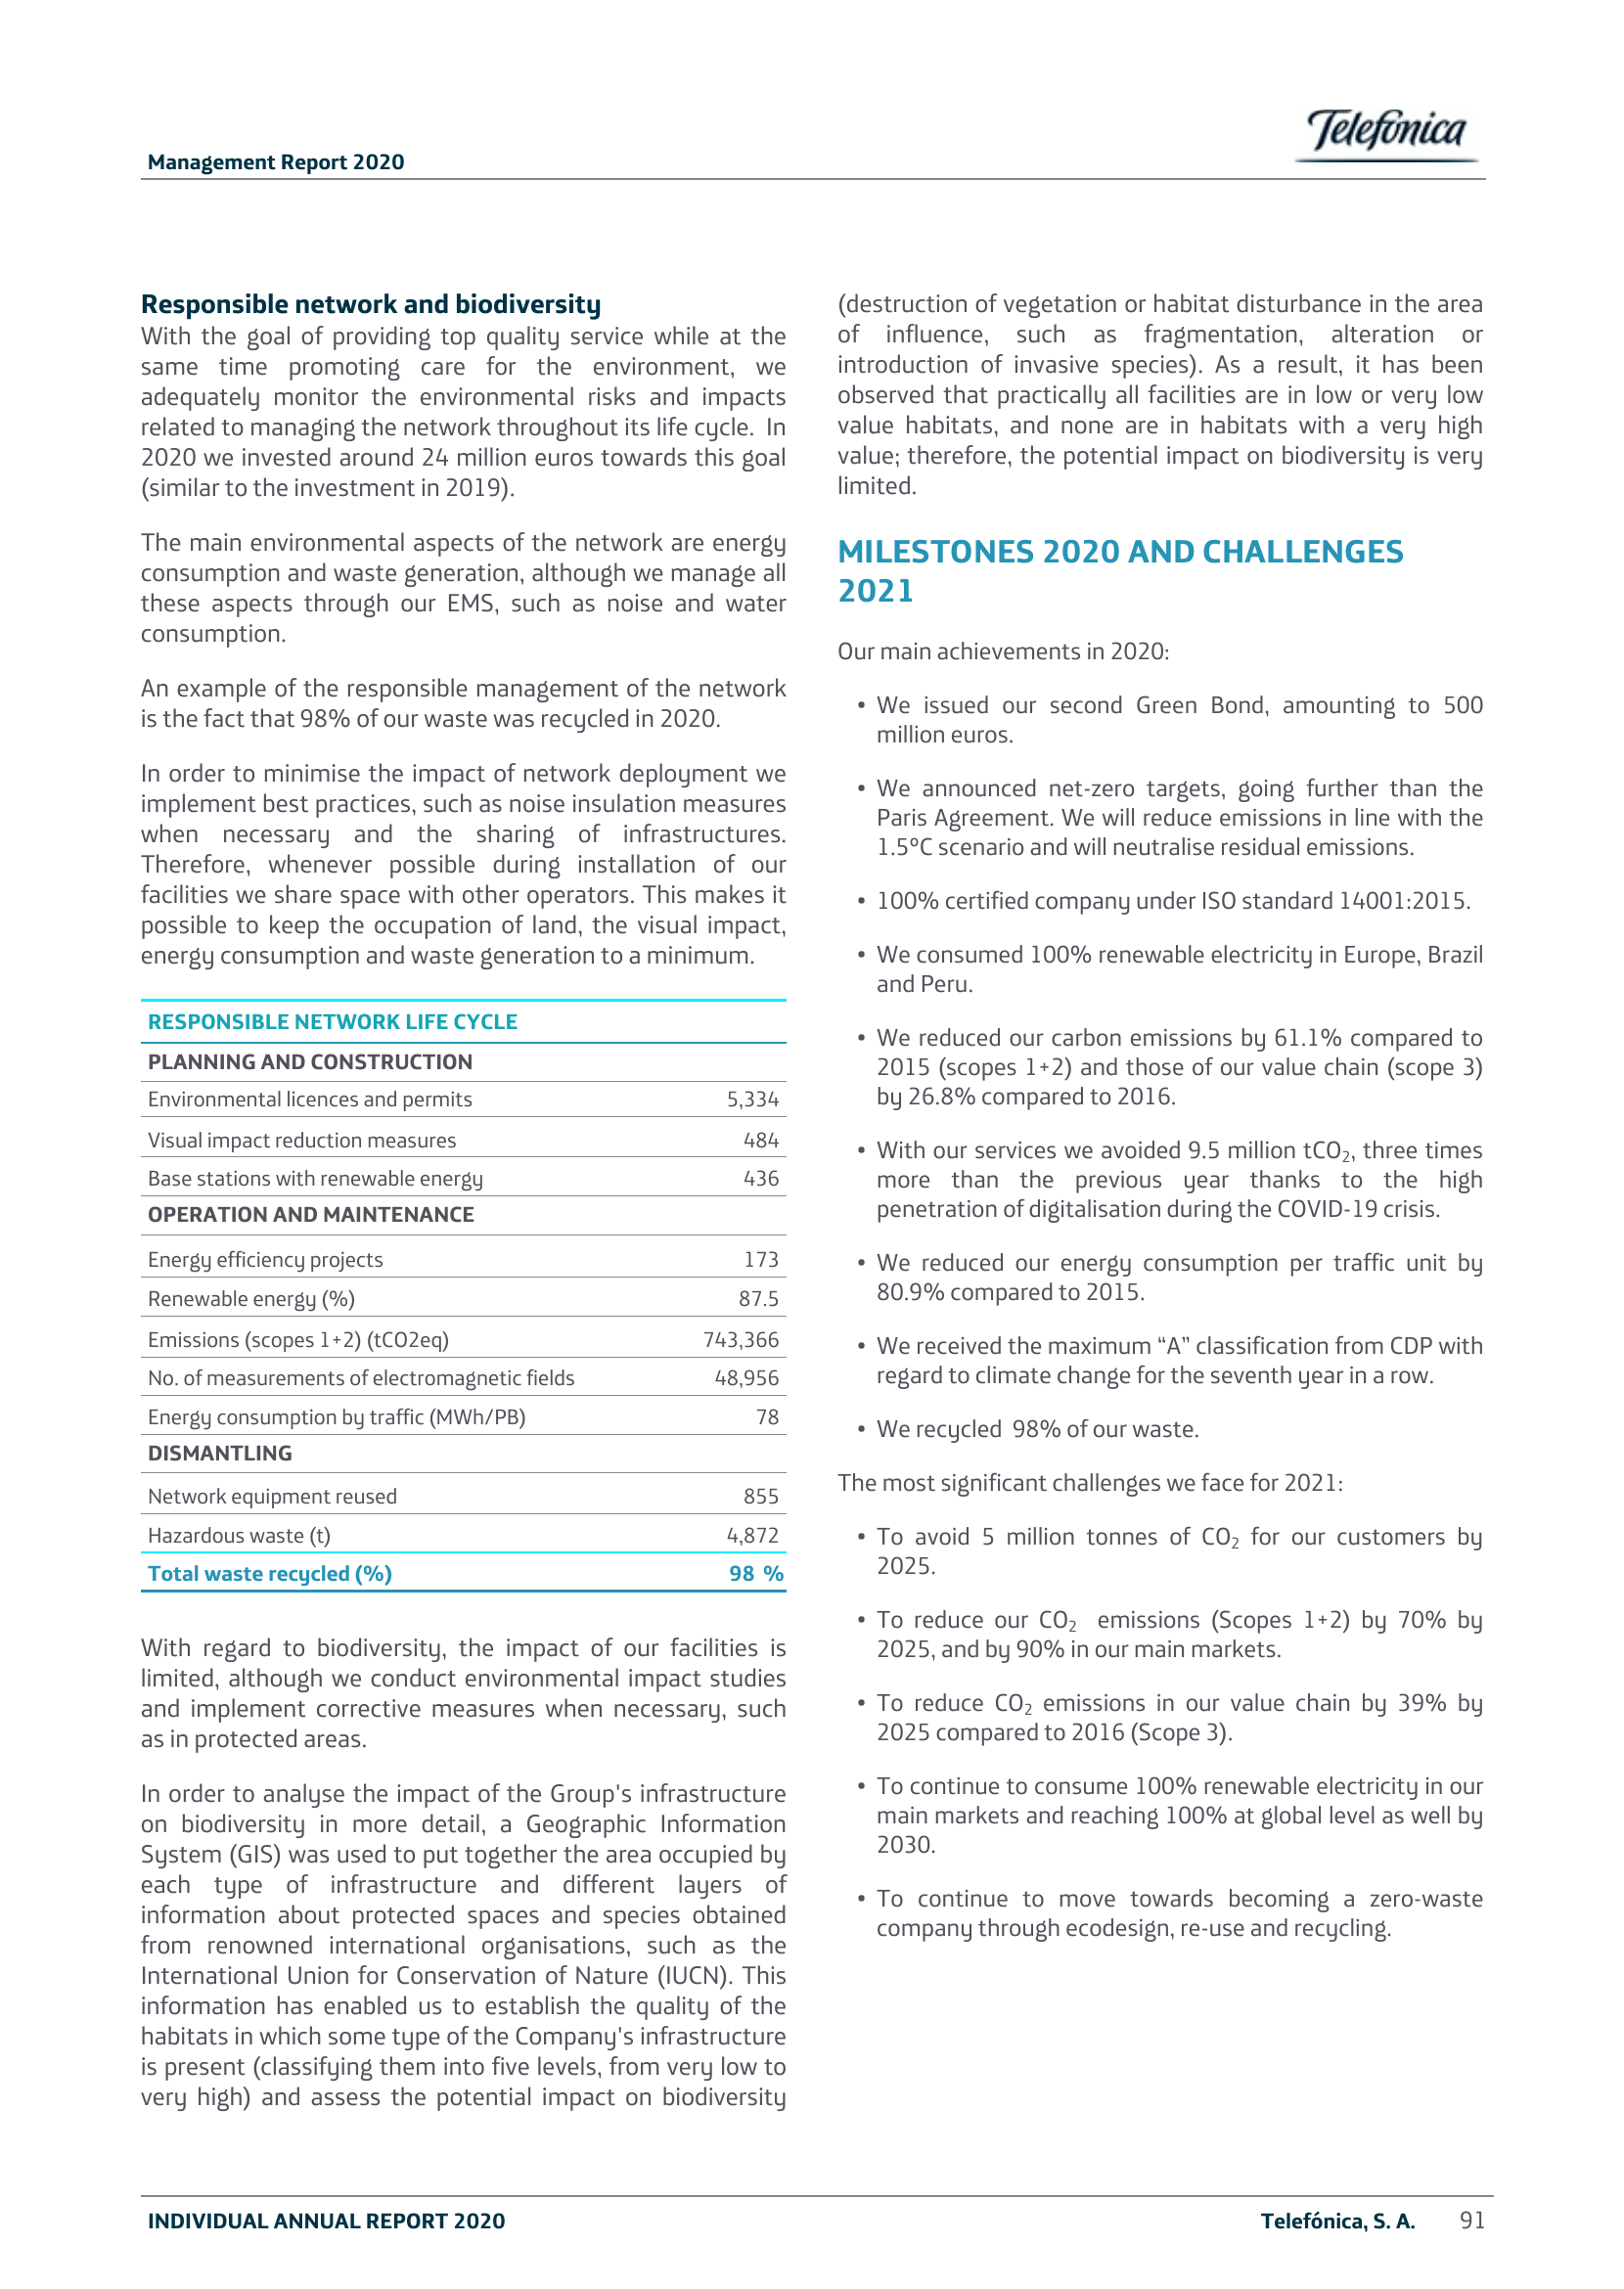 Telefónica
Management Report 2020
Responsible network and biodiversity
With the goal of providing top quality service while at the
same time promoting care for the environment, we
adequately monitor the environmental risks and impacts
related to managing the network throughout its life cycle. In
2020 we invested around 24 million euros towards this goal
(similar to the investment in 2019).
The main environmental aspects of the network are energy
consumption and waste generation, although we manage all
these aspects through our EMS, such as noise and water
consumption.
An example of the responsible management of the network
is the fact that 98% of our waste was recycled in 2020.
In order to minimise the impact of network deployment we
implement best practices, such as noise insulation measures
when necessary and the sharing of infrastructures.
Therefore, whenever possible during installation of our
facilities we share space with other operators. This makes it
possible to keep the occupation of land, the visual impact,
energy consumption and waste generation to a minimum.
RESPONSIBLE NETWORK LIFE CYCLE
PLANNING AND CONSTRUCTION
Environmental licences and permits 5,334
Visual impact reduction measures 484
Base stations with renewable energy 436
OPERATION AND MAINTENANCE
Energy efficiency projects 173
Renewable energy (%) 87.5
Emissions (scopes 1+2) (tCO2eq) 743,366
No. of measurements of electromagnetic fields 48,956
Energy consumption by traffic (MWh/PB) 78
DISMANTLING
Network equipment reused 855
Hazardous waste (t) 4,872
Total waste recycled (%) 98 %
With regard to biodiversity, the impact of our facilities is
limited, although we conduct environmental impact studies
and implement corrective measures when necessary, such
as in protected areas.
In order to analyse the impact of the Group's infrastructure
on biodiversity in more detail, a Geographic Information
System (GIS) was used to put together the area occupied by
each type of infrastructure and different layers of
information about protected spaces and species obtained
from renowned international organisations, such as the
International Union for Conservation of Nature (IUCN). This
information has enabled us to establish the quality of the
habitats in which some type of the Company's infrastructure
is present (classifying them into five levels, from very low to
very high) and assess the potential impact on biodiversity
(destruction of vegetation or habitat disturbance in the area
of influence, such as fragmentation, alteration or
introduction of invasive species). As a result, it has been
observed that practically all facilities are in low or very low
value habitats, and none are in habitats with a very high
value; therefore, the potential impact on biodiversity is very
limited.
MILESTONES 2020 AND CHALLENGES
2021
Our main achievements in 2020:
• We issued our second Green Bond, amounting to 500
million euros.
• We announced net-zero targets, going further than the
Paris Agreement. We will reduce emissions in line with the
1.5ºC scenario and will neutralise residual emissions.
• 100% certified company under ISO standard 14001:2015.
• We consumed 100% renewable electricity in Europe, Brazil
and Peru.
• We reduced our carbon emissions by 61.1% compared to
2015 (scopes 1+2) and those of our value chain (scope 3)
by 26.8% compared to 2016.
• With our services we avoided 9.5 million tCO₂, three times
more than the previous year thanks to the high
penetration of digitalisation during the COVID-19 crisis.
• We reduced our energy consumption per traffic unit by
80.9% compared to 2015.
• We received the maximum “A” classification from CDP with
regard to climate change for the seventh year in a row.
• We recycled 98% of our waste.
The most significant challenges we face for 2021:
• To avoid 5 million tonnes of CO₂ for our customers by
2025.
• To reduce our CO₂ emissions (Scopes 1+2) by 70% by
2025, and by 90% in our main markets.
• To reduce CO₂ emissions in our value chain by 39% by
2025 compared to 2016 (Scope 3).
• To continue to consume 100% renewable electricity in our
main markets and reaching 100% at global level as well by
2030.
• To continue to move towards becoming a zero-waste
company through ecodesign, re-use and recycling.
INDIVIDUAL ANNUAL REPORT 2020 Telefónica, S. A. 91